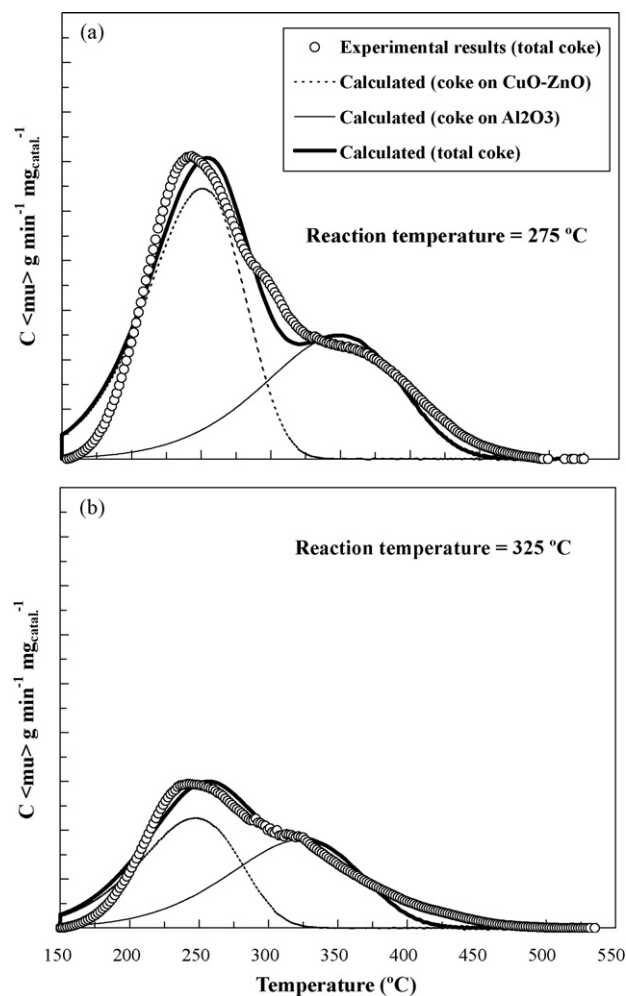 (a)
Experimental results (total coke)
Calculated (coke on CuO-ZnO)
Calculated (coke on Al2O3)
Calculated (total coke)
Reaction temperature = 275 ºC
C <mu> g min⁻¹ mg_catal.⁻¹
(b)
Reaction temperature = 325 ºC
C <mu> g min⁻¹ mg_catal.⁻¹
150 200 250 300 350 400 450 500 550
Temperature (ºC)